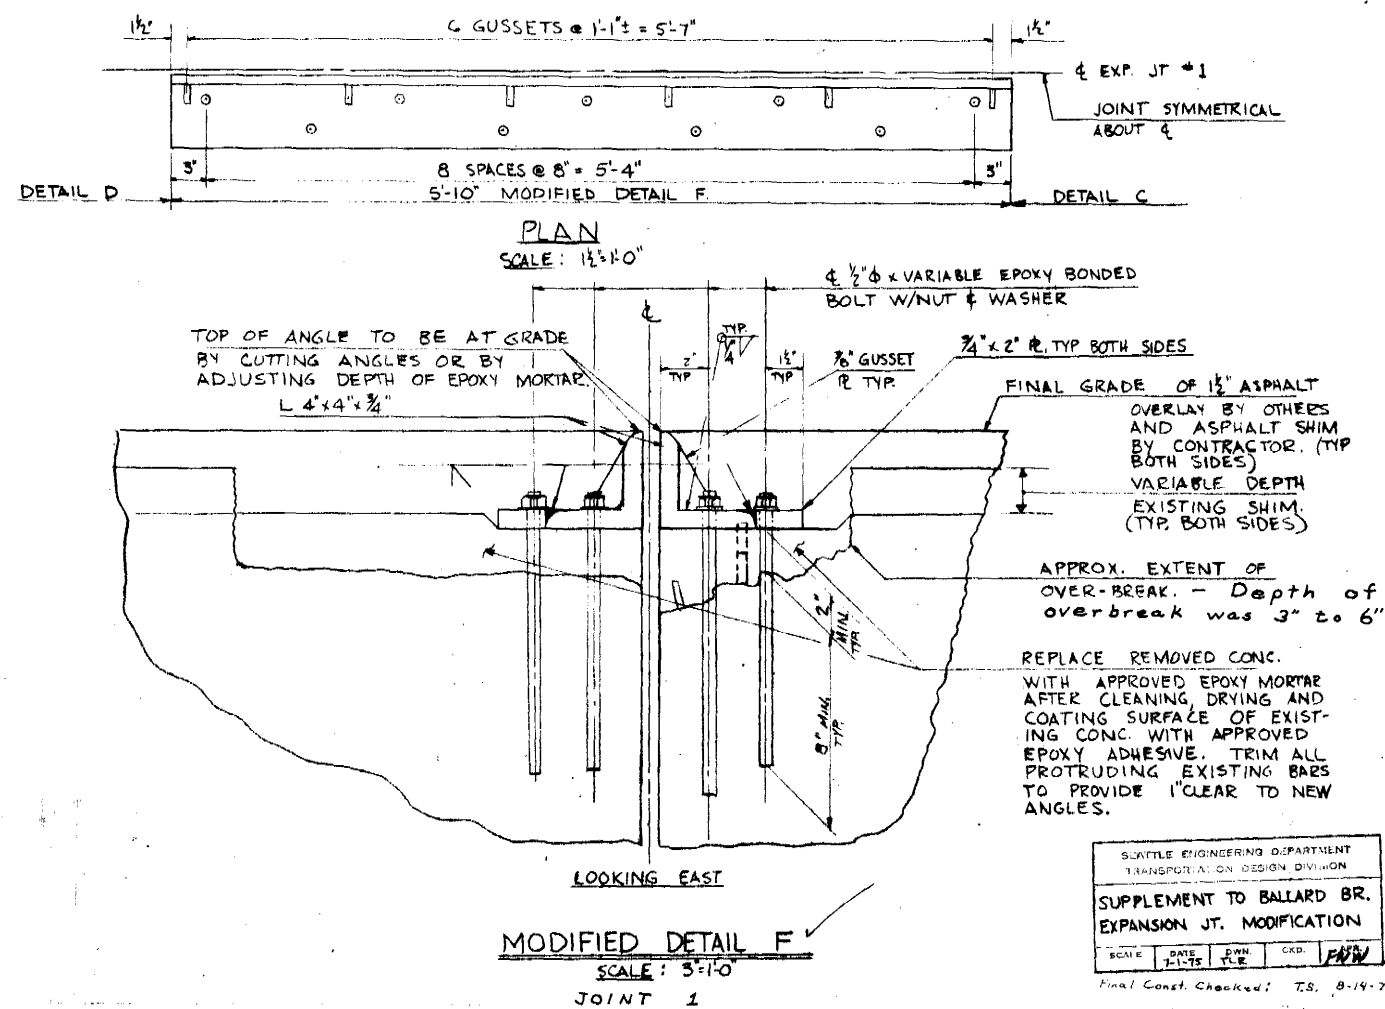 1½" 6 GUSSETS @ 1'-1"± = 5'-7" 1½"
℄ EXP. JT #1
JOINT SYMMETRICAL
ABOUT ℄
3" 8 SPACES @ 8" = 5'-4" 3"
DETAIL D 5'-10" MODIFIED DETAIL F. DETAIL C
PLAN
SCALE: 1½"=1'-0"
℄ ½"ϕ x VARIABLE EPOXY BONDED
BOLT W/NUT & WASHER
℄
TOP OF ANGLE TO BE AT GRADE
BY CUTTING ANGLES OR BY
ADJUSTING DEPTH OF EPOXY MORTAR.
L 4"x4"x¾"
TYP.
¼
2"
TYP
1½"
TYP
⅜" GUSSET
℄ TYP.
¾"x 2" ℄, TYP BOTH SIDES
FINAL GRADE OF 1½" ASPHALT
OVERLAY BY OTHERS
AND ASPHALT SHIM
BY CONTRACTOR. (TYP
BOTH SIDES)
VARIABLE DEPTH
EXISTING SHIM.
(TYP. BOTH SIDES)
APPROX. EXTENT OF
OVER-BREAK. - Depth of
overbreak was 3" to 6"
2"
MIN.
TYP.
8" MIN.
TYP.
REPLACE REMOVED CONC.
WITH APPROVED EPOXY MORTAR
AFTER CLEANING, DRYING AND
COATING SURFACE OF EXIST-
ING CONC. WITH APPROVED
EPOXY ADHESIVE. TRIM ALL
PROTRUDING EXISTING BARS
TO PROVIDE 1"CLEAR TO NEW
ANGLES.
LOOKING EAST
MODIFIED DETAIL F
SCALE: 3"=1'-0"
JOINT 1
SEATTLE ENGINEERING DEPARTMENT
TRANSPORTATION DESIGN DIVISION
SUPPLEMENT TO BALLARD BR.
EXPANSION JT. MODIFICATION
SCALE DATE DWN. CKD.
7-1-75 TLR FNW
Final Const. Checked: T.S. 8-14-7